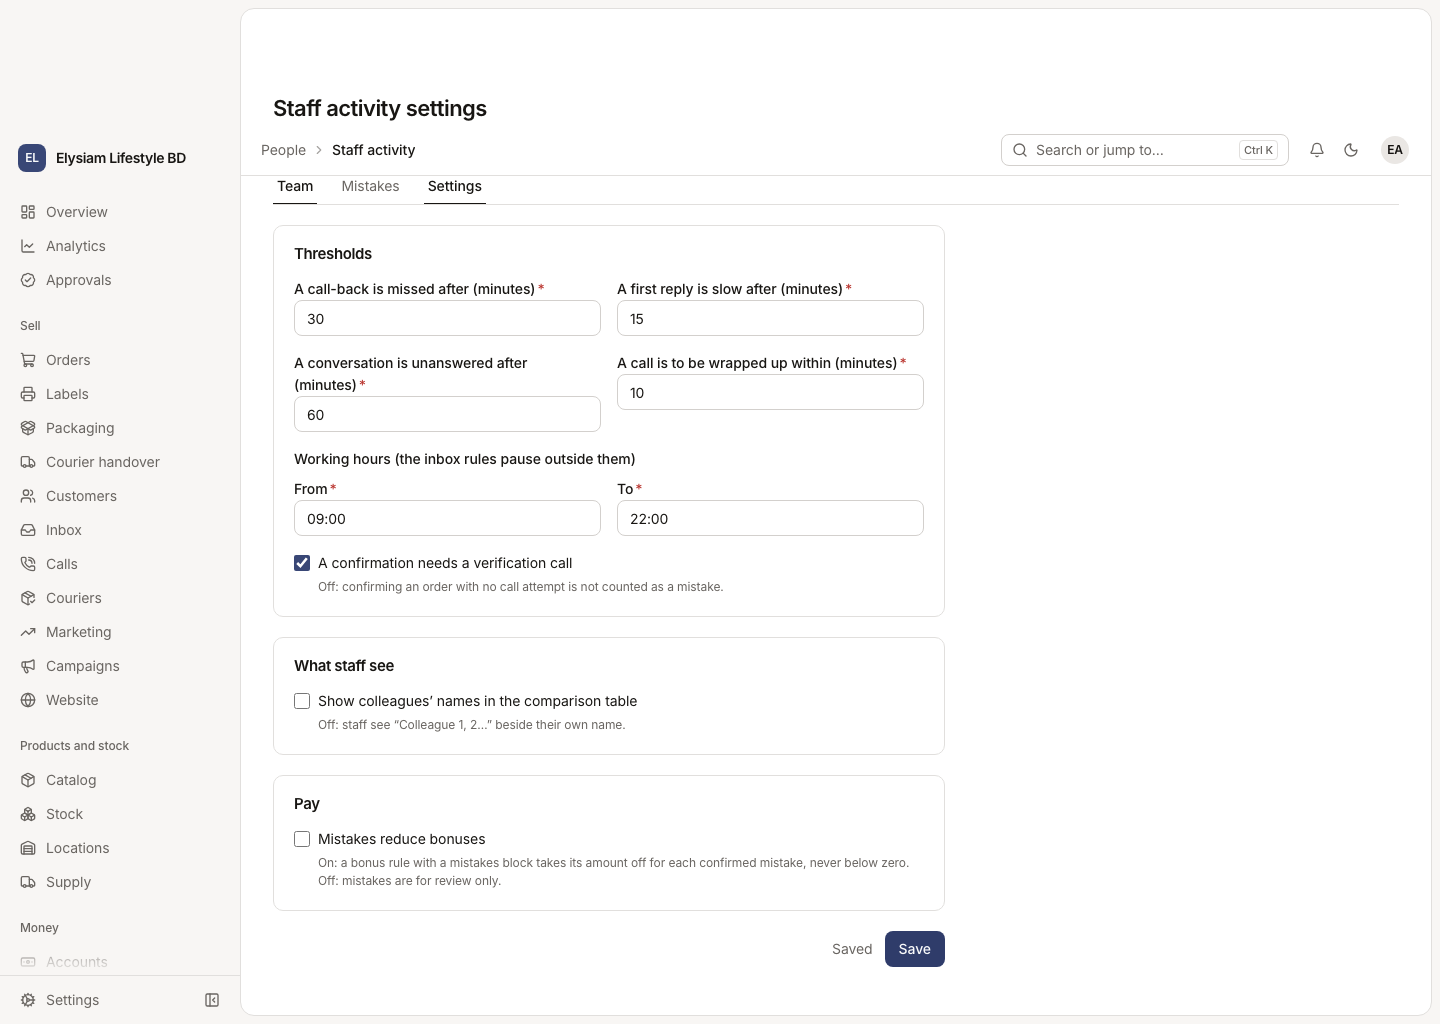 EL
Elysiam Lifestyle BD
Overview
Analytics
Approvals
Sell
Orders
Labels
Packaging
Courier handover
Customers
Inbox
Calls
Couriers
Marketing
Campaigns
Website
Products and stock
Catalog
Stock
Locations
Supply
Money
Accounts
Settings
Staff activity settings
People
Staff activity
Search or jump to...
Ctrl K
EA
Team
Mistakes
Settings
Thresholds
A call-back is missed after (minutes) *
30
A first reply is slow after (minutes) *
15
A conversation is unanswered after
(minutes) *
60
A call is to be wrapped up within (minutes) *
10
Working hours (the inbox rules pause outside them)
From *
09:00
To *
22:00
A confirmation needs a verification call
Off: confirming an order with no call attempt is not counted as a mistake.
What staff see
Show colleagues’ names in the comparison table
Off: staff see “Colleague 1, 2...” beside their own name.
Pay
Mistakes reduce bonuses
On: a bonus rule with a mistakes block takes its amount off for each confirmed mistake, never below zero.
Off: mistakes are for review only.
Saved
Save